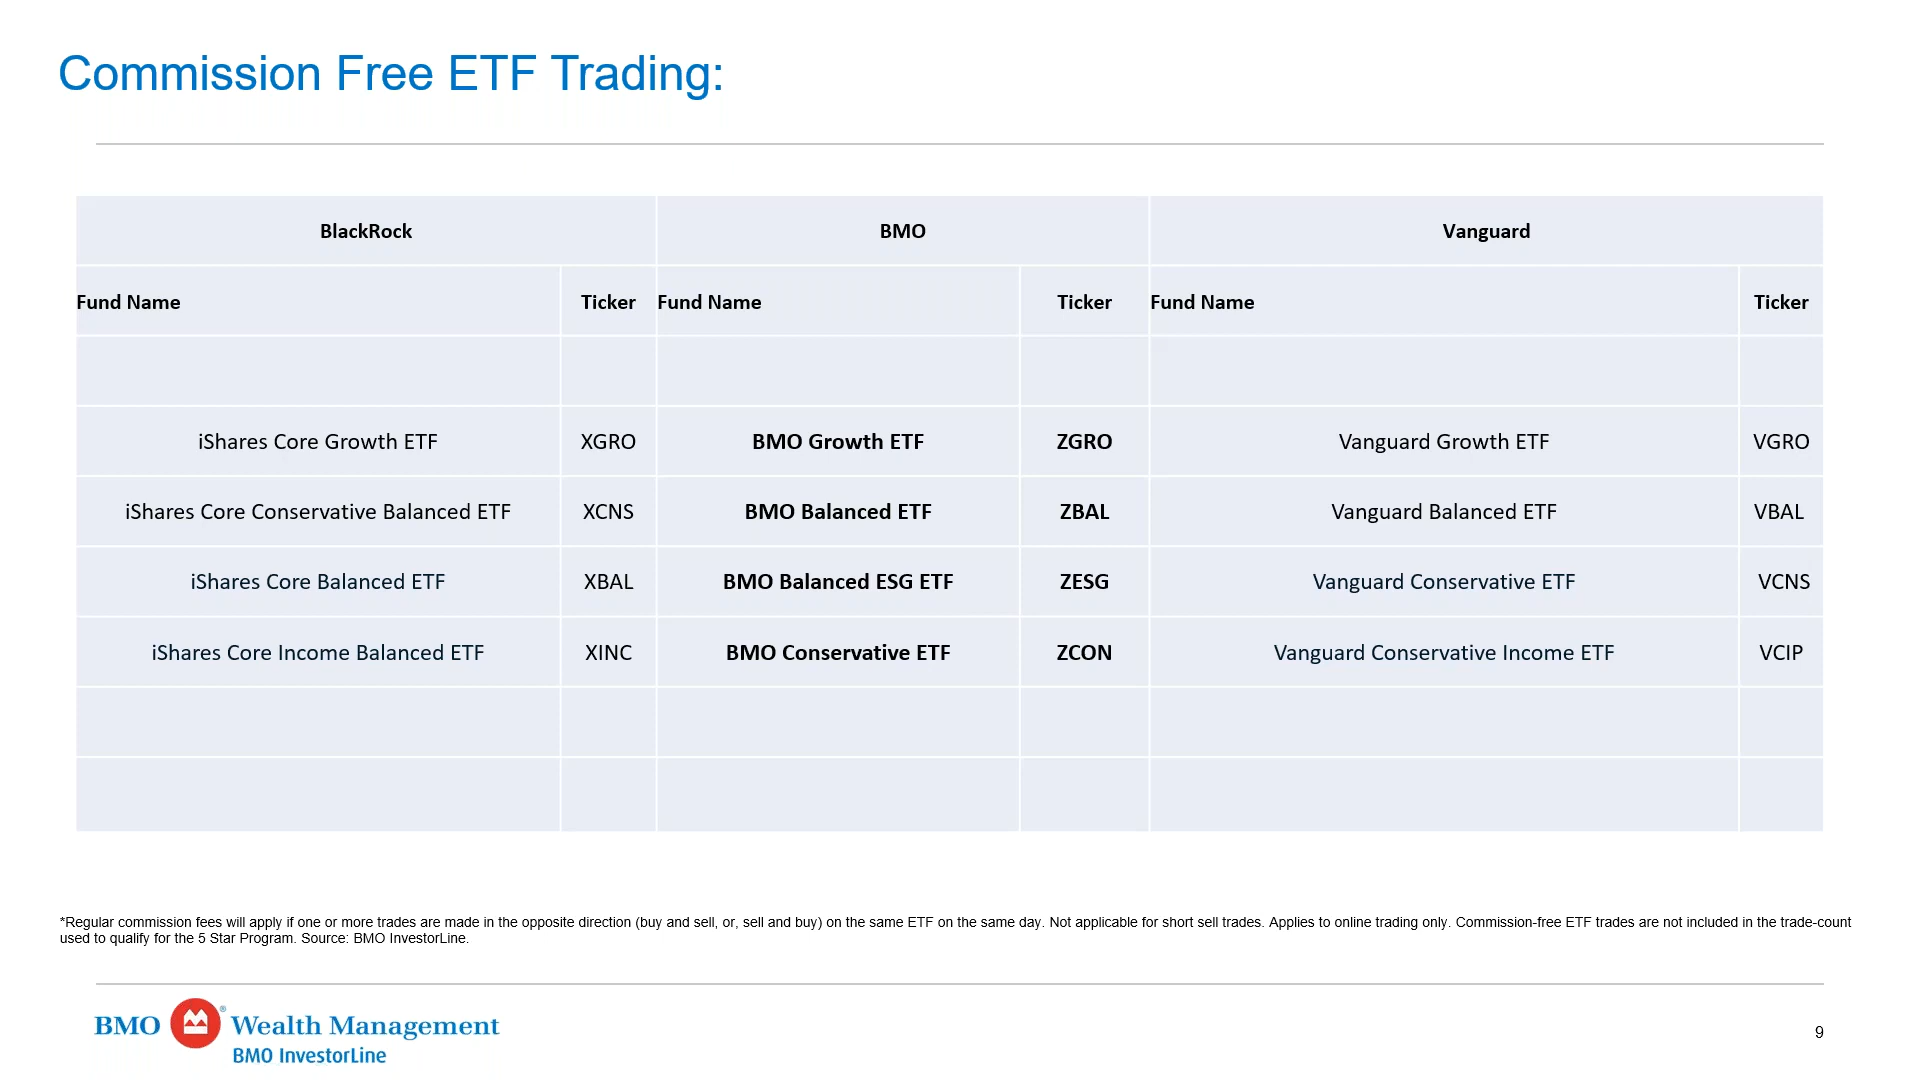 Commission Free ETF Trading:
BlackRock BMO Vanguard
Fund Name Ticker Fund Name Ticker Fund Name Ticker
iShares Core Growth ETF XGRO BMO Growth ETF ZGRO Vanguard Growth ETF VGRO
iShares Core Conservative Balanced ETF XCNS BMO Balanced ETF ZBAL Vanguard Balanced ETF VBAL
iShares Core Balanced ETF XBAL BMO Balanced ESG ETF ZESG Vanguard Conservative ETF VCNS
iShares Core Income Balanced ETF XINC BMO Conservative ETF ZCON Vanguard Conservative Income ETF VCIP
*Regular commission fees will apply if one or more trades are made in the opposite direction (buy and sell, or, sell and buy) on the same ETF on the same day. Not applicable for short sell trades. Applies to online trading only. Commission-free ETF trades are not included in the trade-count
used to qualify for the 5 Star Program. Source: BMO InvestorLine.
BMO ® Wealth Management
BMO InvestorLine
9